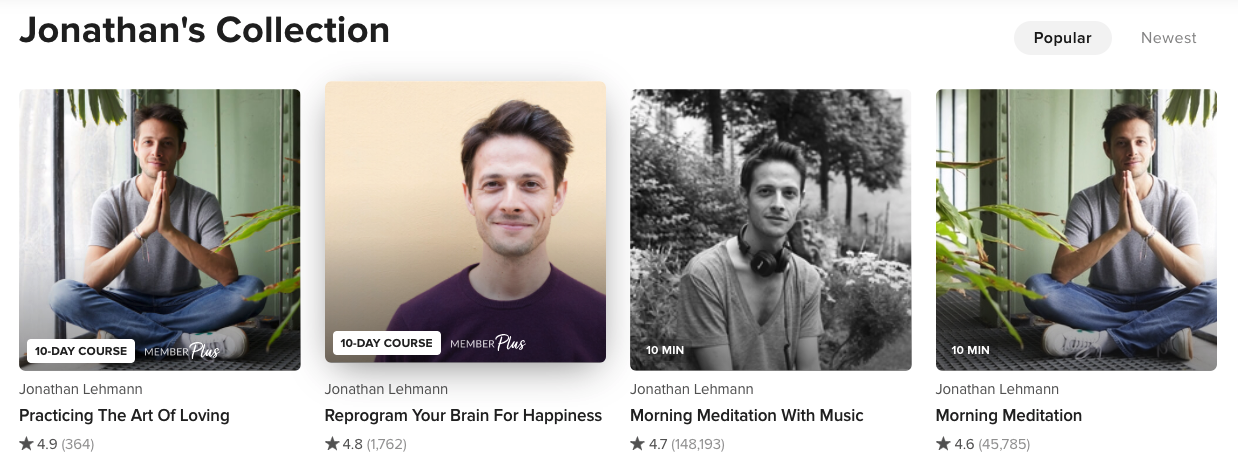 Jonathan's Collection
Popular
Newest
10-DAY COURSE MEMBER Plus
10-DAY COURSE MEMBER Plus
10 MIN
10 MIN
Jonathan Lehmann
Practicing The Art Of Loving
★ 4.9 (364)
Jonathan Lehmann
Reprogram Your Brain For Happiness
★ 4.8 (1,762)
Jonathan Lehmann
Morning Meditation With Music
★ 4.7 (148,193)
Jonathan Lehmann
Morning Meditation
★ 4.6 (45,785)